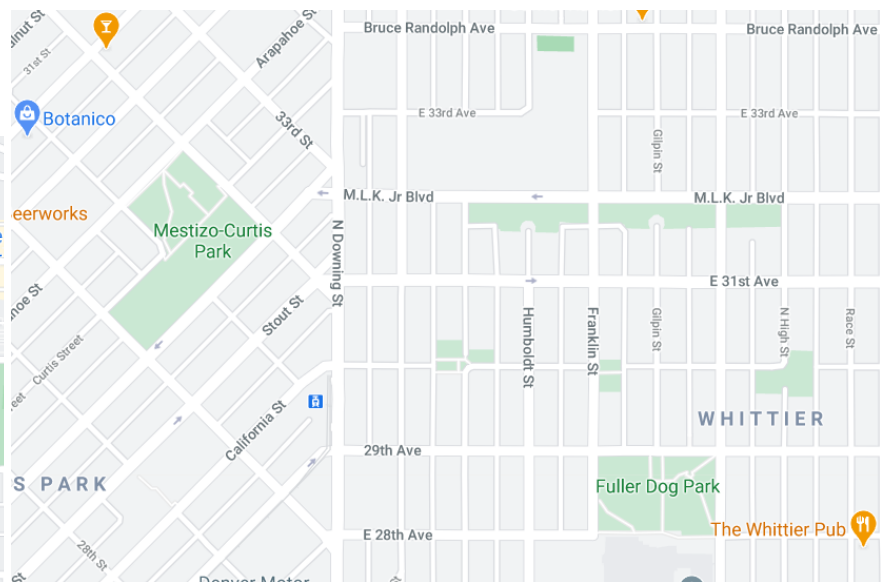 31st St
Arapahoe St
Bruce Randolph Ave
Bruce Randolph Ave
Botanico
33rd St
E 33rd Ave
E 33rd Ave
Gilpin St
M.L.K. Jr Blvd
M.L.K. Jr Blvd
eerworks
Mestizo-Curtis
Park
N Downing St
E 31st Ave
Stout St
Curtis Street
Humboldt St
Franklin St
Gilpin St
N High St
Race St
California St
WHITTIER
29th Ave
S PARK
Fuller Dog Park
The Whittier Pub
E 28th Ave
28th St
Denver Motor